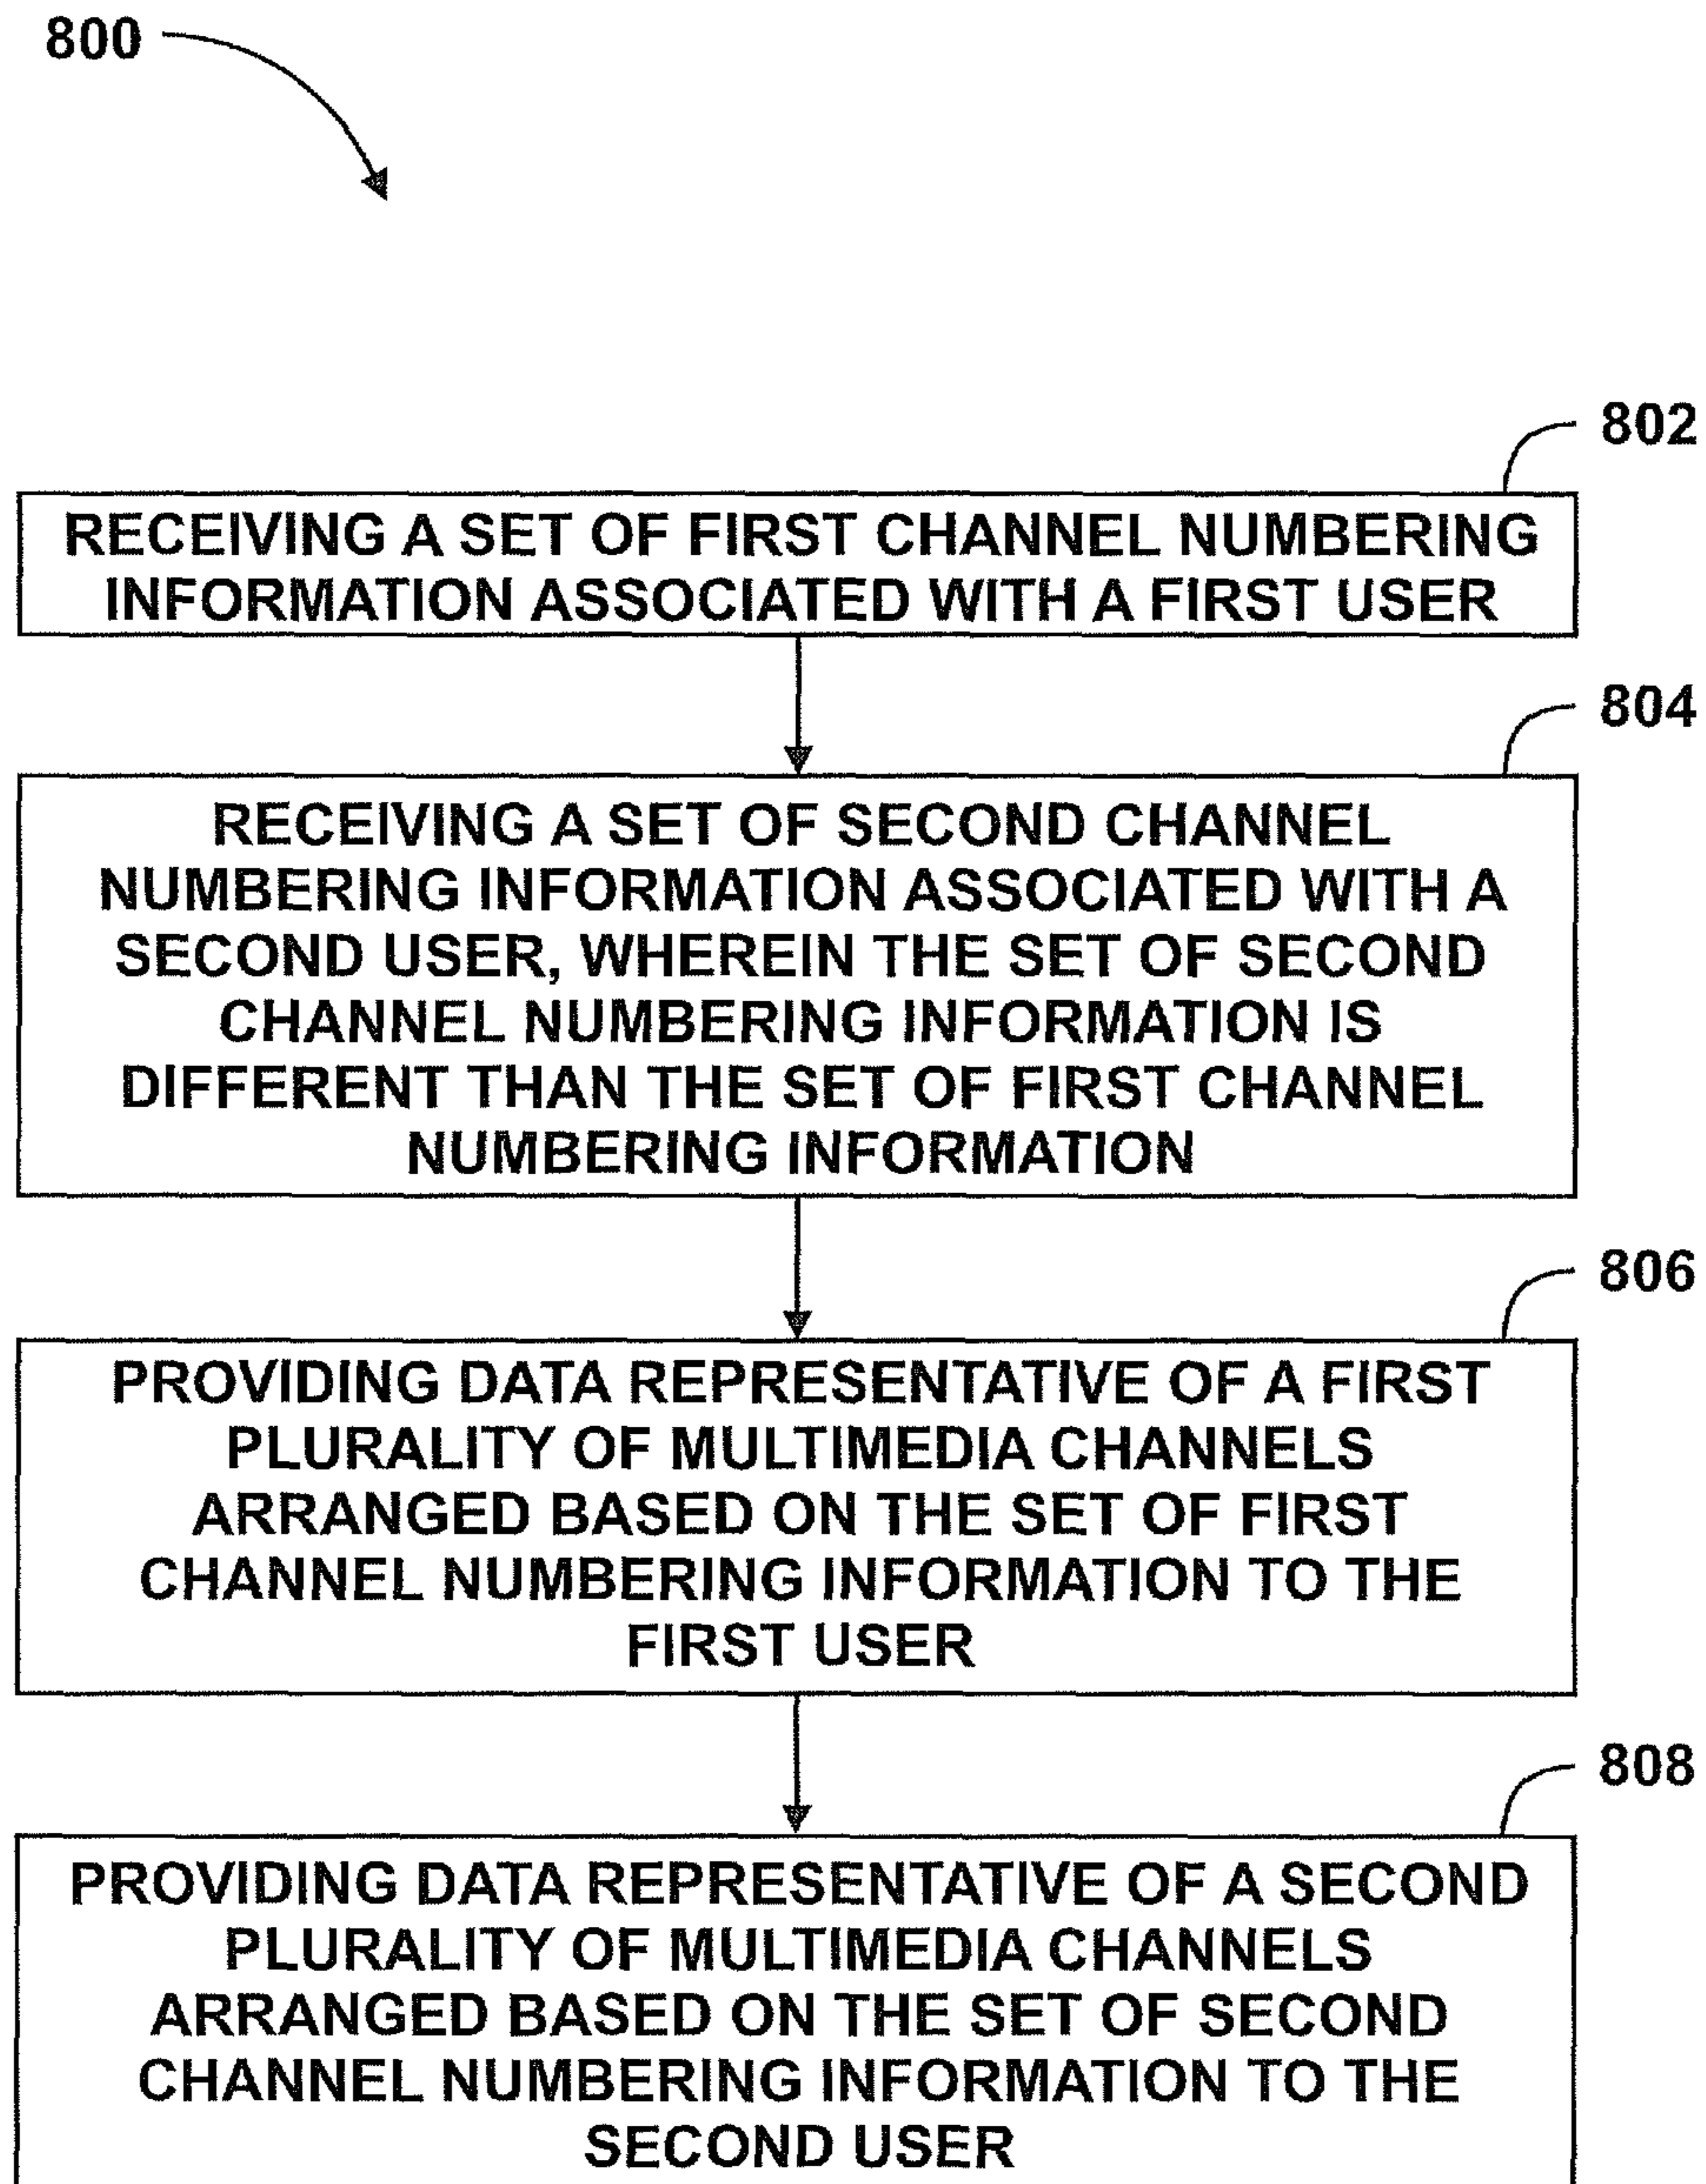 800
802
RECEIVING A SET OF FIRST CHANNEL NUMBERING
INFORMATION ASSOCIATED WITH A FIRST USER
804
RECEIVING A SET OF SECOND CHANNEL
NUMBERING INFORMATION ASSOCIATED WITH A
SECOND USER, WHEREIN THE SET OF SECOND
CHANNEL NUMBERING INFORMATION IS
DIFFERENT THAN THE SET OF FIRST CHANNEL
NUMBERING INFORMATION
806
PROVIDING DATA REPRESENTATIVE OF A FIRST
PLURALITY OF MULTIMEDIA CHANNELS
ARRANGED BASED ON THE SET OF FIRST
CHANNEL NUMBERING INFORMATION TO THE
FIRST USER
808
PROVIDING DATA REPRESENTATIVE OF A SECOND
PLURALITY OF MULTIMEDIA CHANNELS
ARRANGED BASED ON THE SET OF SECOND
CHANNEL NUMBERING INFORMATION TO THE
SECOND USER